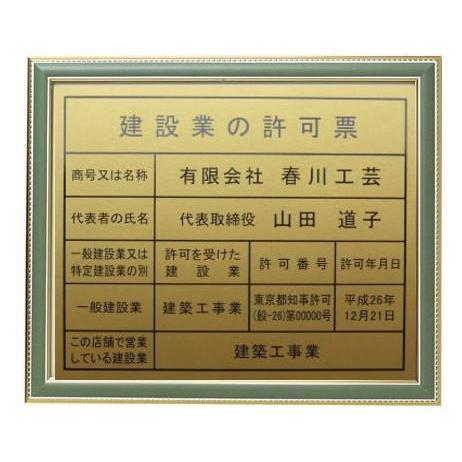 建設業の許可票
商号又は名称 有限会社 春川工芸
代表者の氏名 代表取締役 山田 道子
一般建設業又は
特定建設業の別
許可を受けた
建設業
許可番号 許可年月日
一般建設業 建築工事業
東京都知事許可
(般-26)第00000号
平成26年
12月21日
この店舗で営業
している建設業
建築工事業